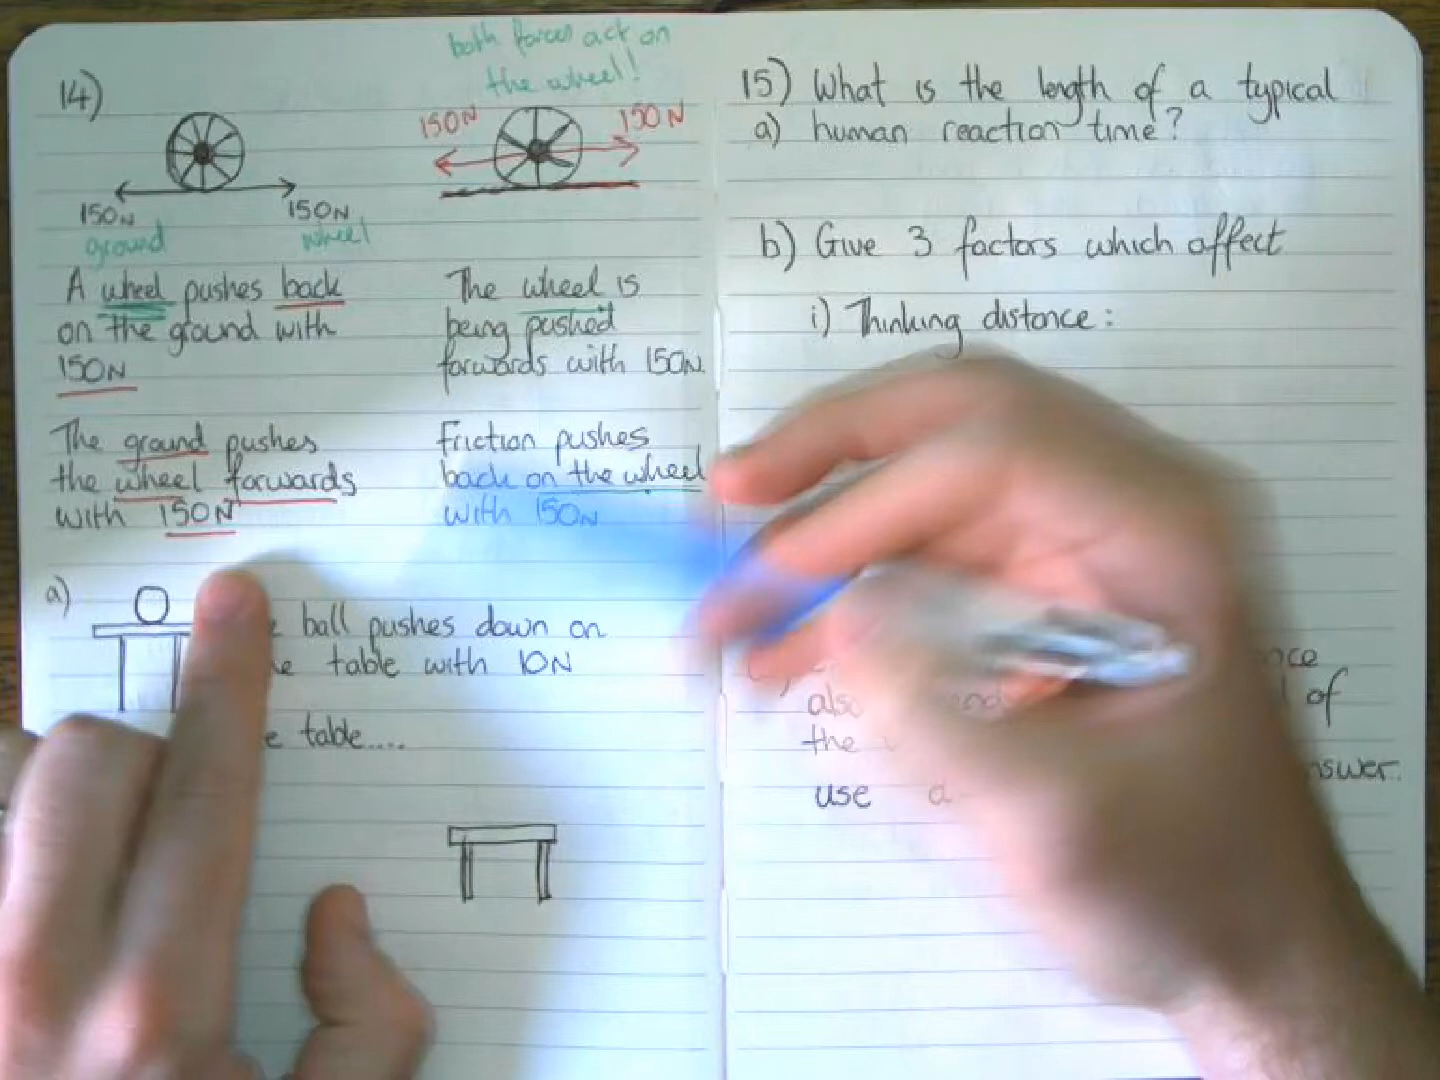 14)
both forces act on
the wheel!
150N
150N
150N
ground
150N
wheel
A wheel pushes back
on the ground with
150N
The wheel is
being pushed
forwards with 150N
The ground pushes
the wheel forwards
with 150N
Friction pushes
back on the wheel
with 150N
a)
ball pushes down on
table with 10N
table....
15) What is the length of a typical
a) human reaction time?
b) Give 3 factors which affect
i) Thinking distance:
also
of
the
use a